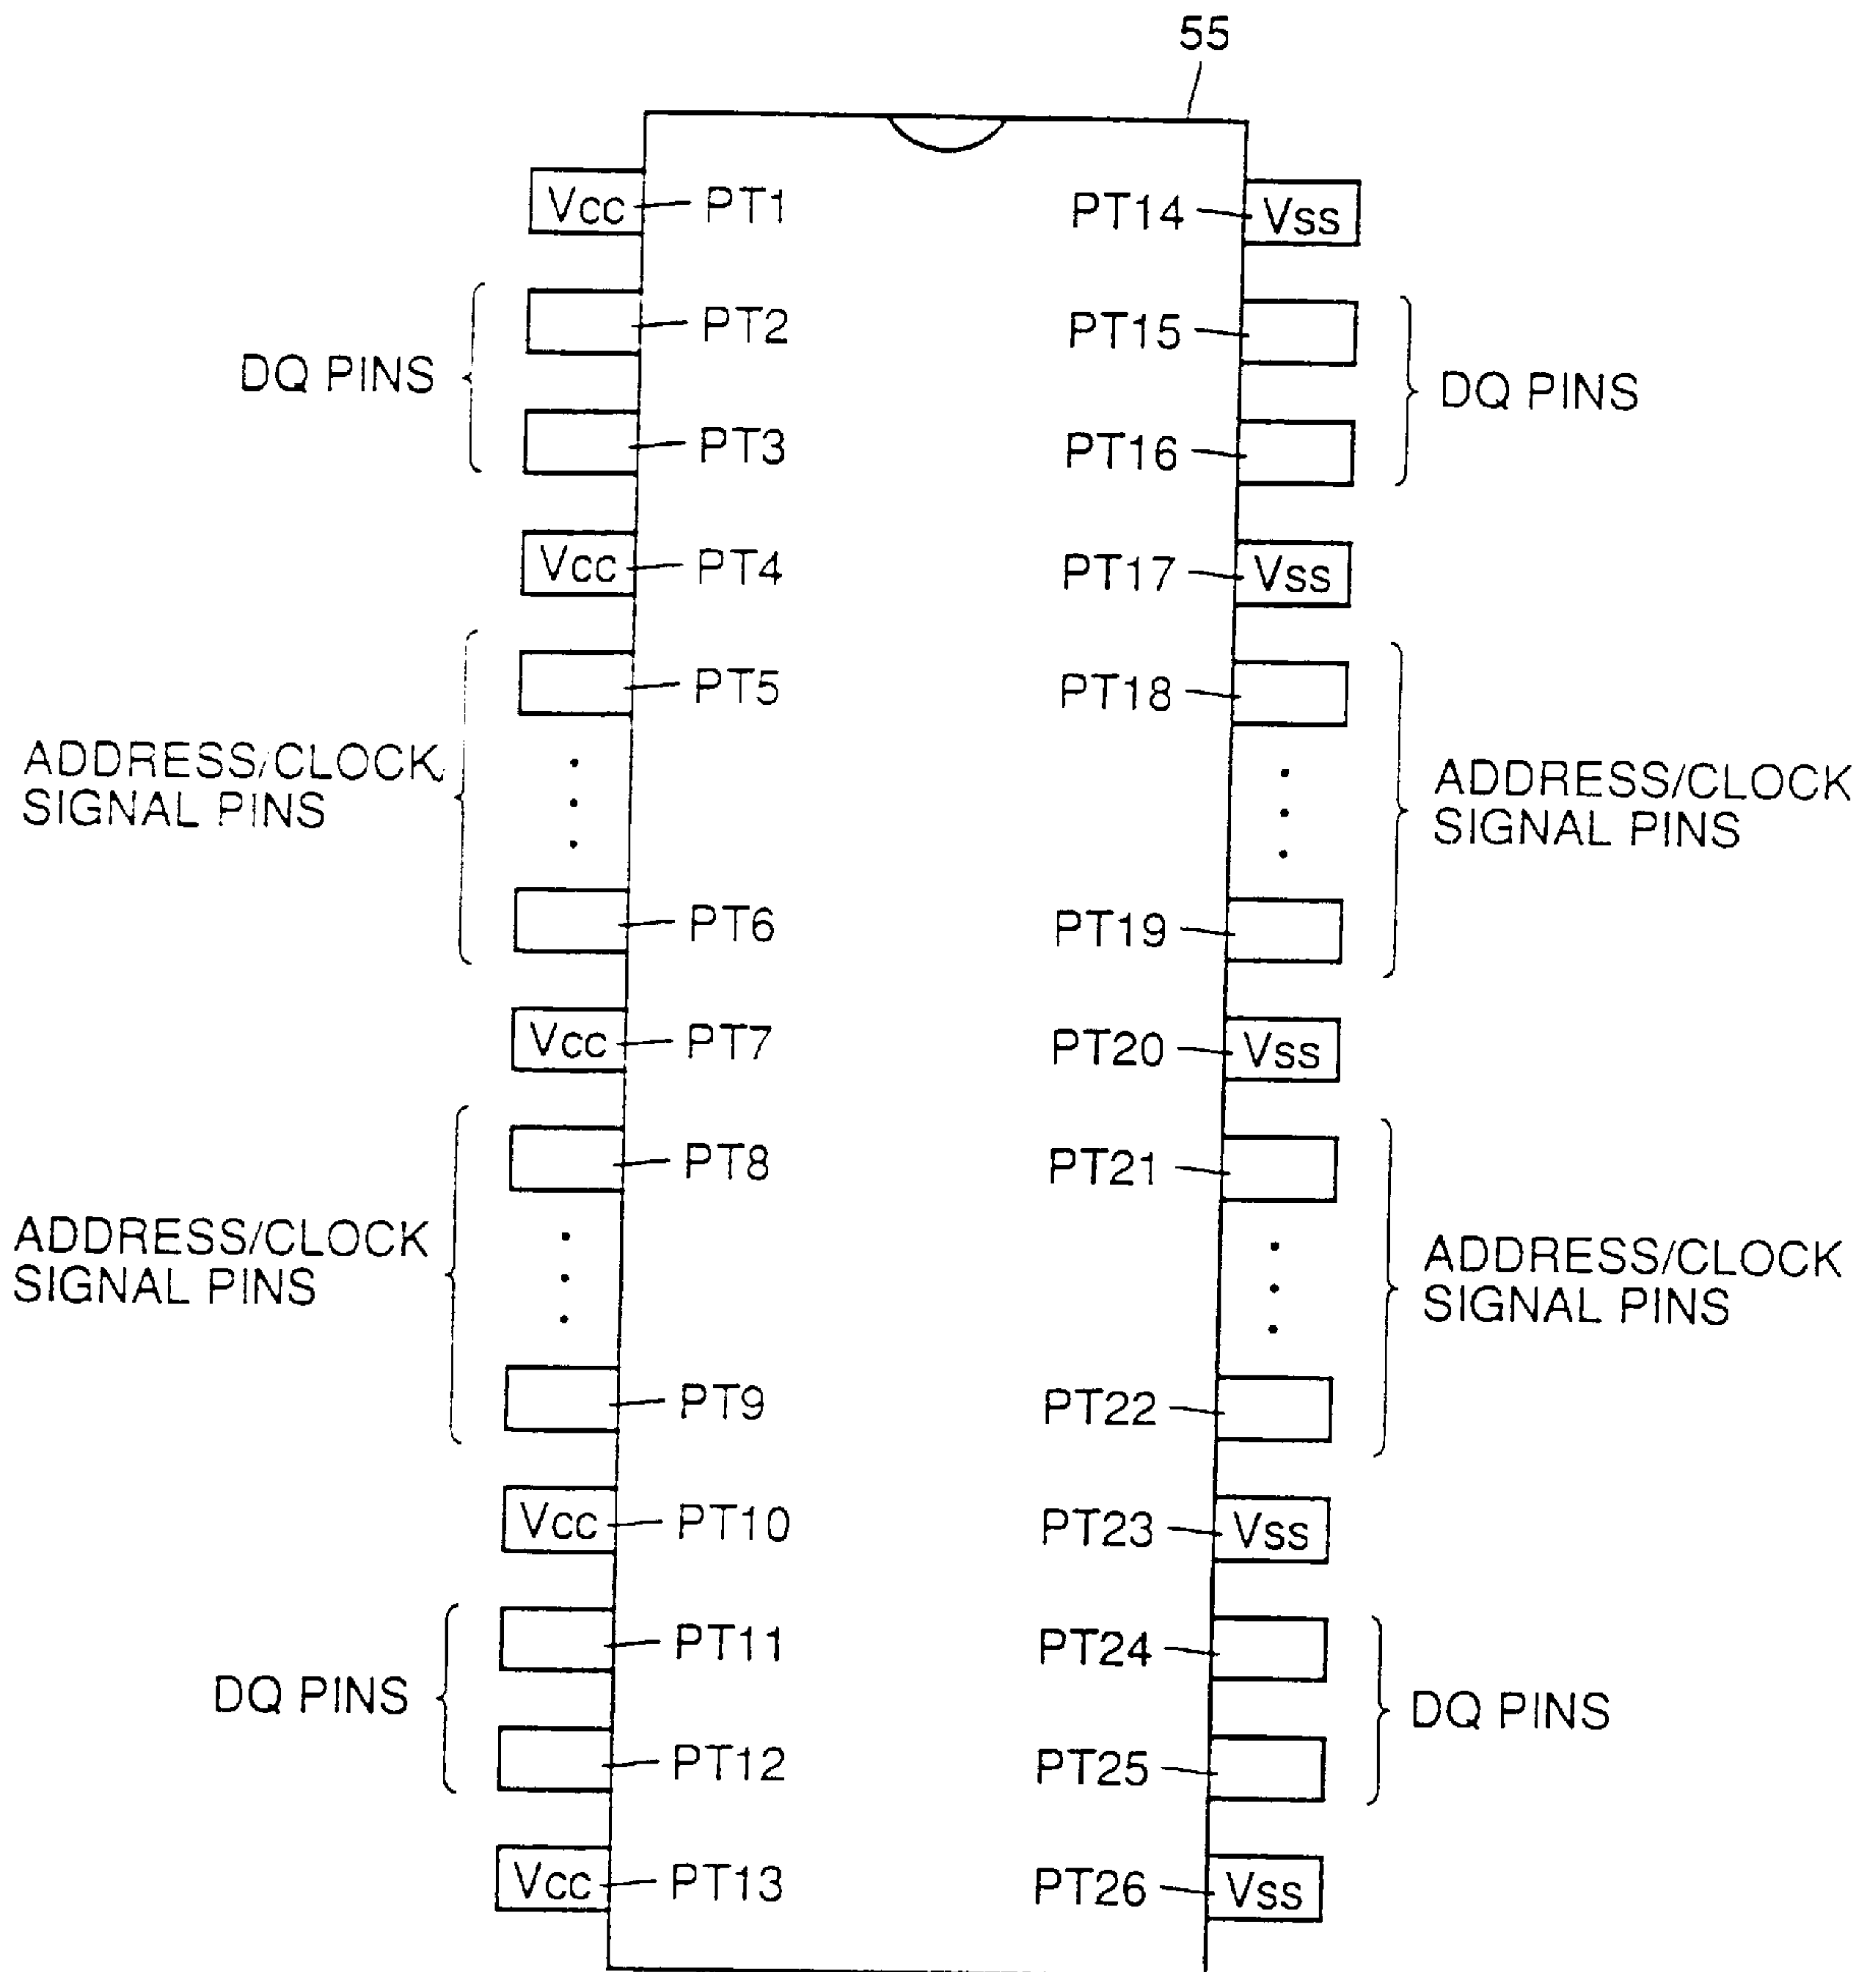 55
Vcc PT1 PT14 Vss
PT2 PT15
DQ PINS DQ PINS
PT3 PT16
Vcc PT4 PT17 Vss
PT5 PT18
ADDRESS/CLOCK ADDRESS/CLOCK
SIGNAL PINS SIGNAL PINS
PT6 PT19
Vcc PT7 PT20 Vss
PT8 PT21
ADDRESS/CLOCK ADDRESS/CLOCK
SIGNAL PINS SIGNAL PINS
PT9 PT22
Vcc PT10 PT23 Vss
PT11 PT24
DQ PINS DQ PINS
PT12 PT25
Vcc PT13 PT26 Vss